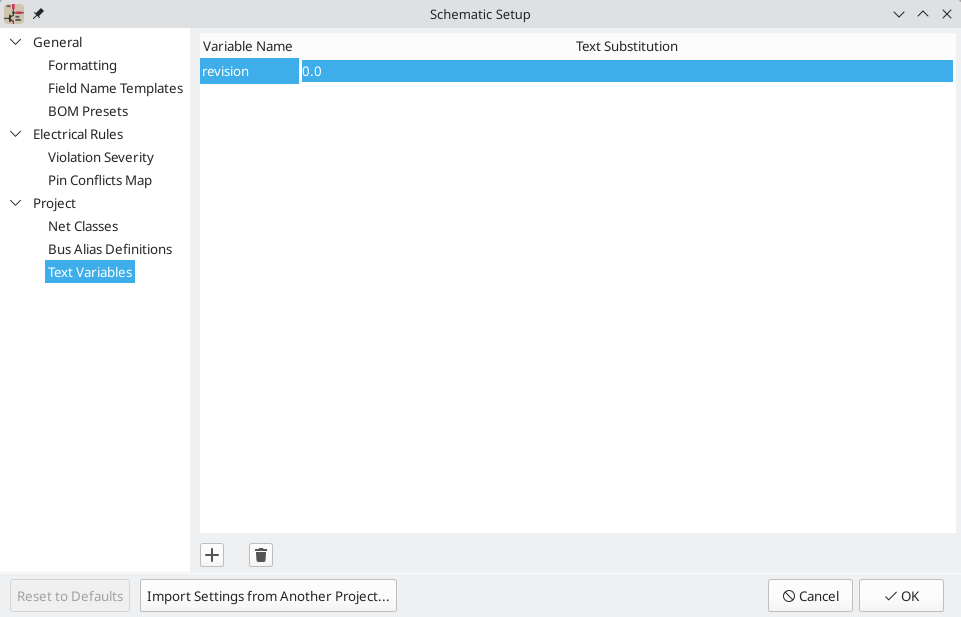 Schematic Setup
General
Formatting
Field Name Templates
BOM Presets
Electrical Rules
Violation Severity
Pin Conflicts Map
Project
Net Classes
Bus Alias Definitions
Text Variables
Variable Name Text Substitution
revision 0.0
Reset to Defaults Import Settings from Another Project... Cancel OK